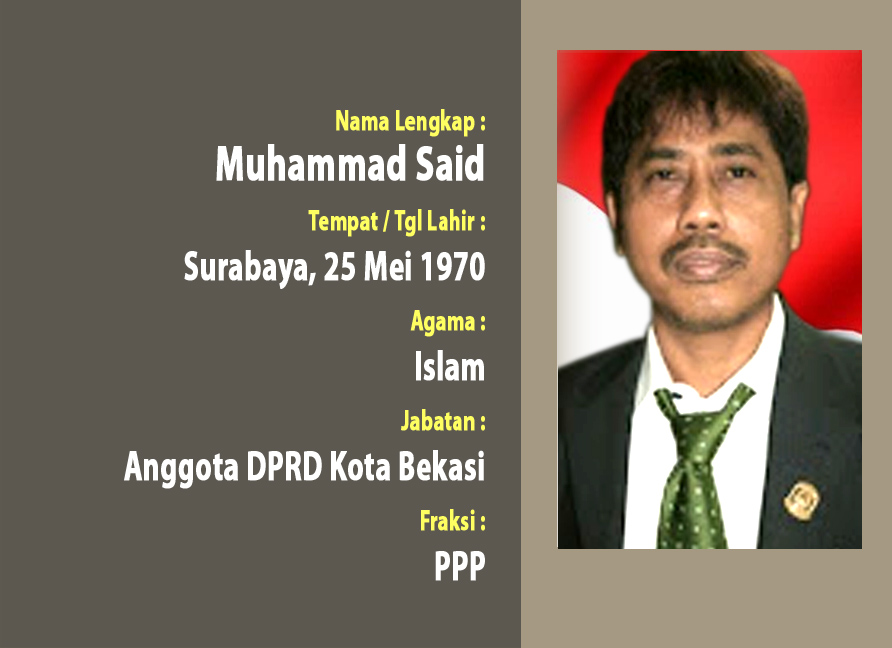 Nama Lengkap :
Muhammad Said
Tempat / Tgl Lahir :
Surabaya, 25 Mei 1970
Agama :
Islam
Jabatan :
Anggota DPRD Kota Bekasi
Fraksi :
PPP